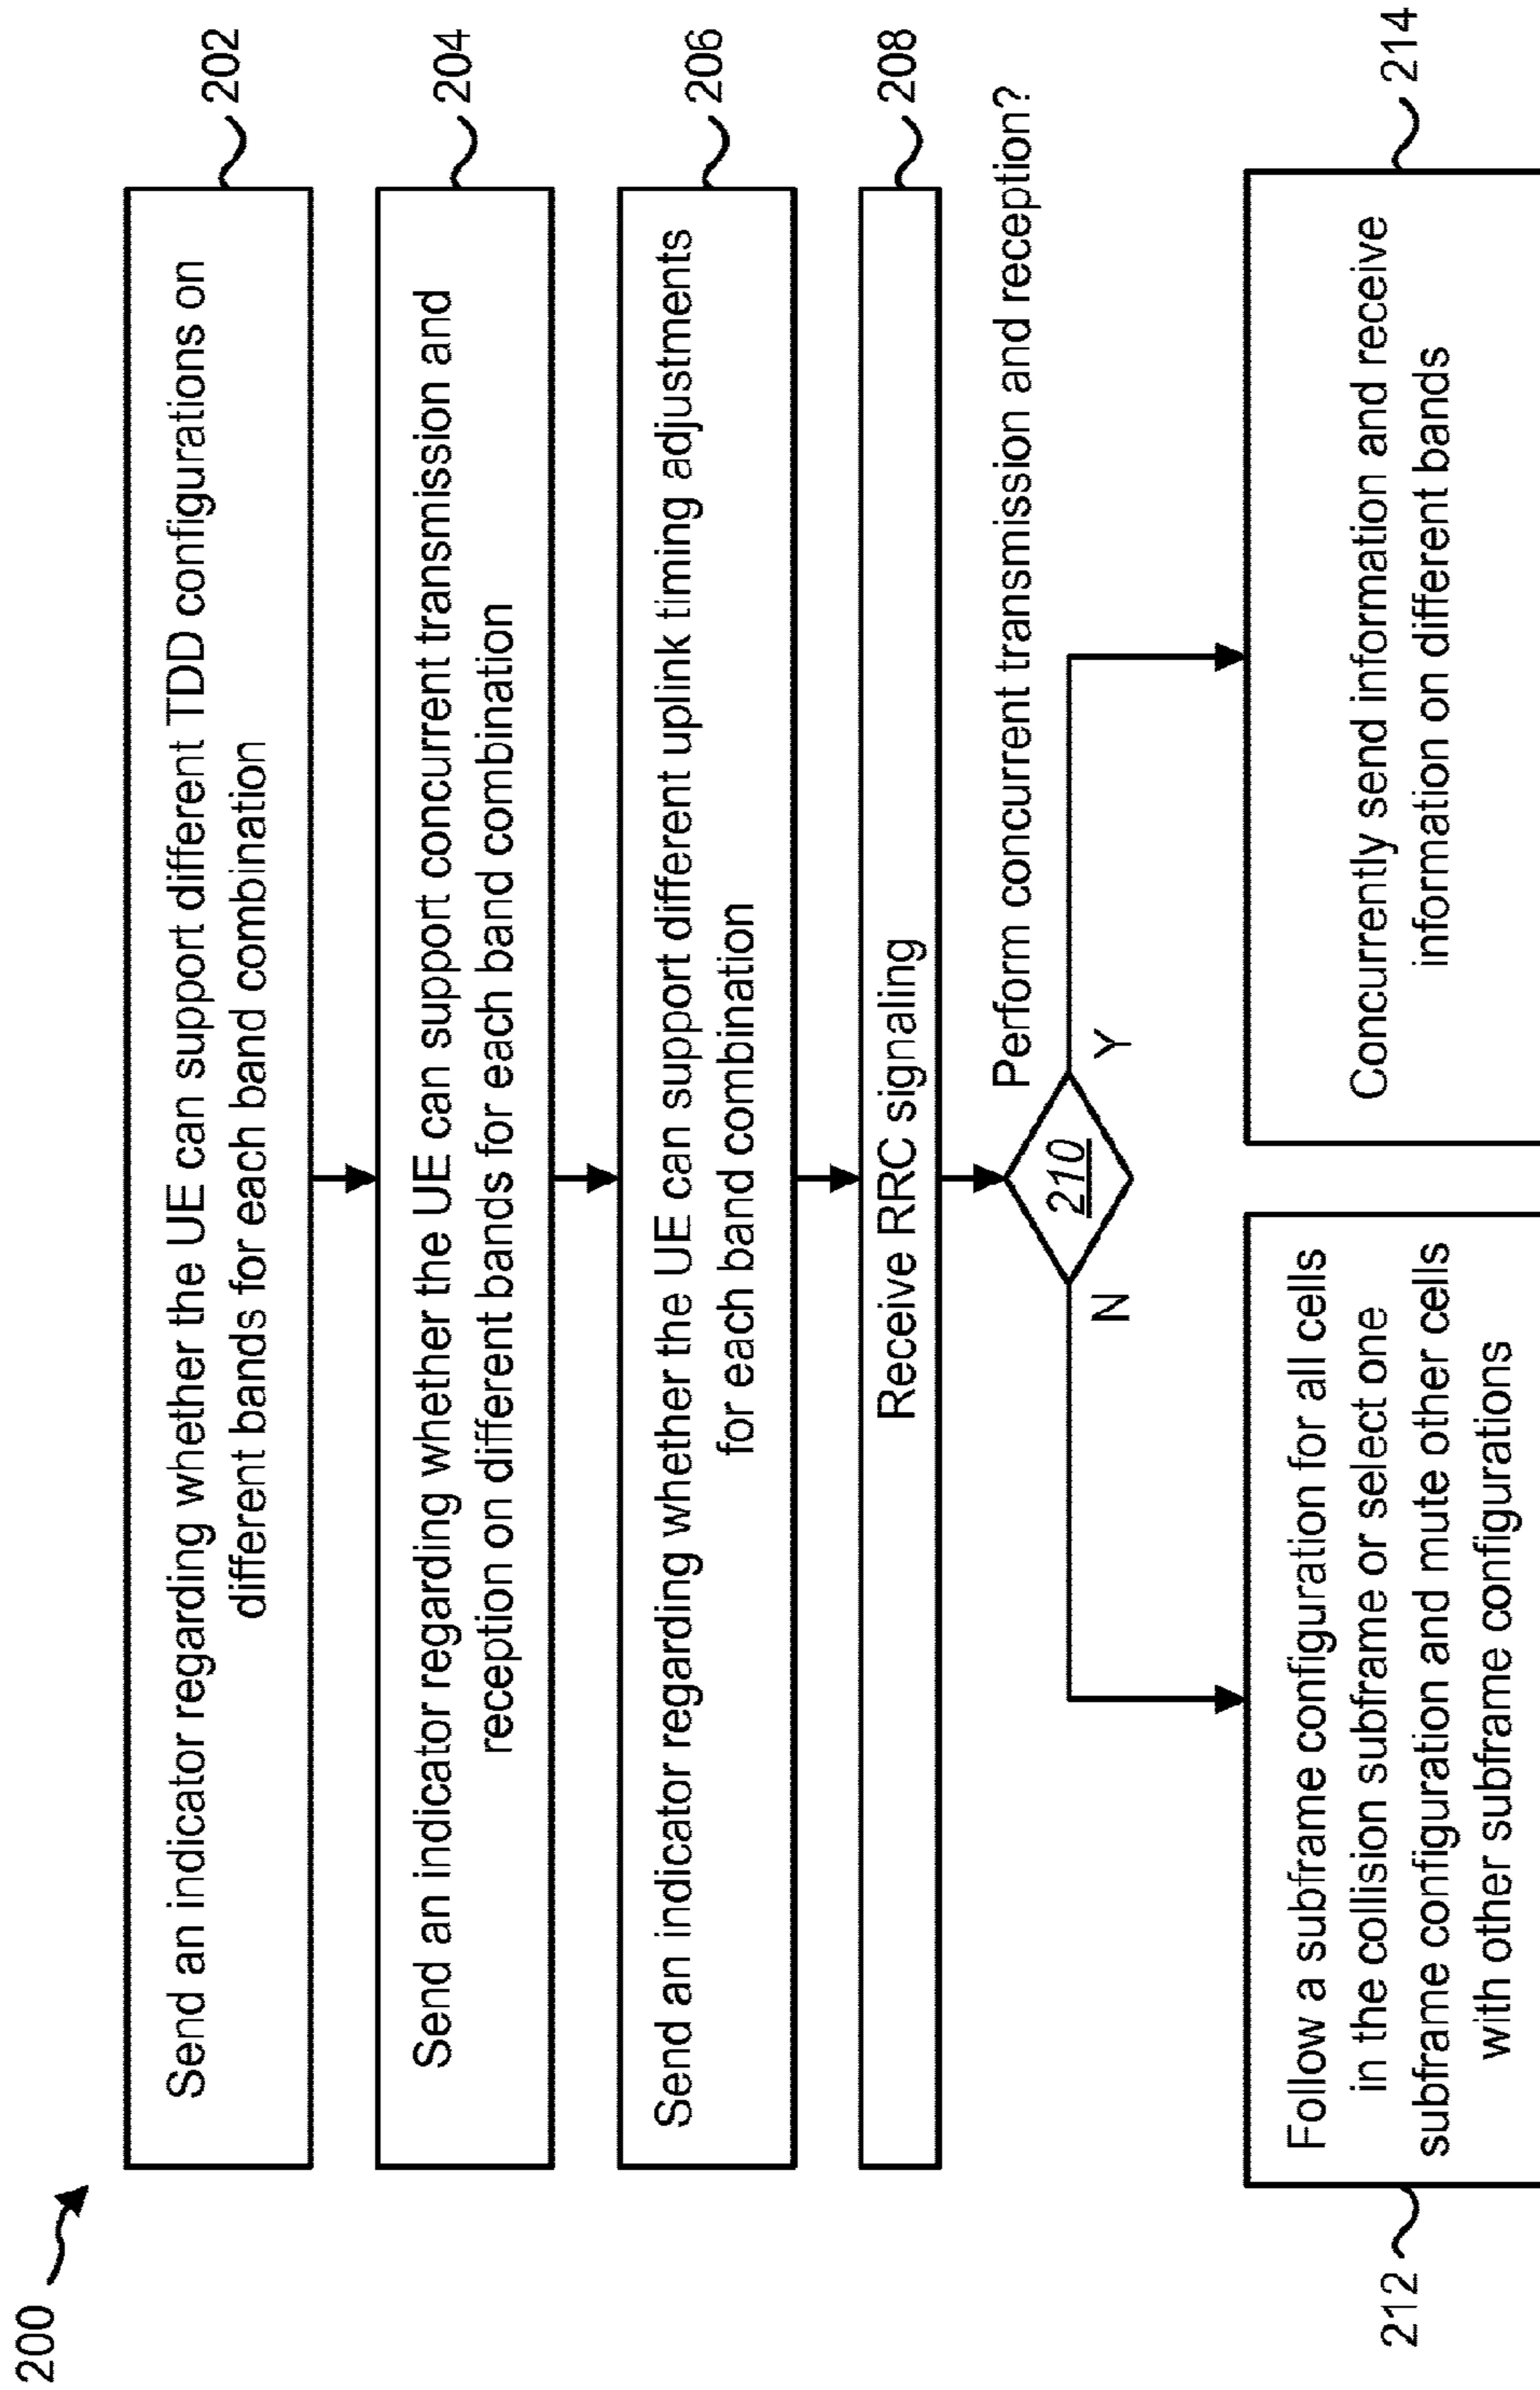 200
Send an indicator regarding whether the UE can support different TDD configurations on
different bands for each band combination
202
Send an indicator regarding whether the UE can support concurrent transmission and
reception on different bands for each band combination
204
Send an indicator regarding whether the UE can support different uplink timing adjustments
for each band combination
206
Receive RRC signaling
208
Perform concurrent transmission and reception?
210
N
Y
Follow a subframe configuration for all cells
in the collision subframe or select one
subframe configuration and mute other cells
with other subframe configurations
212
Concurrently send information and receive
information on different bands
214